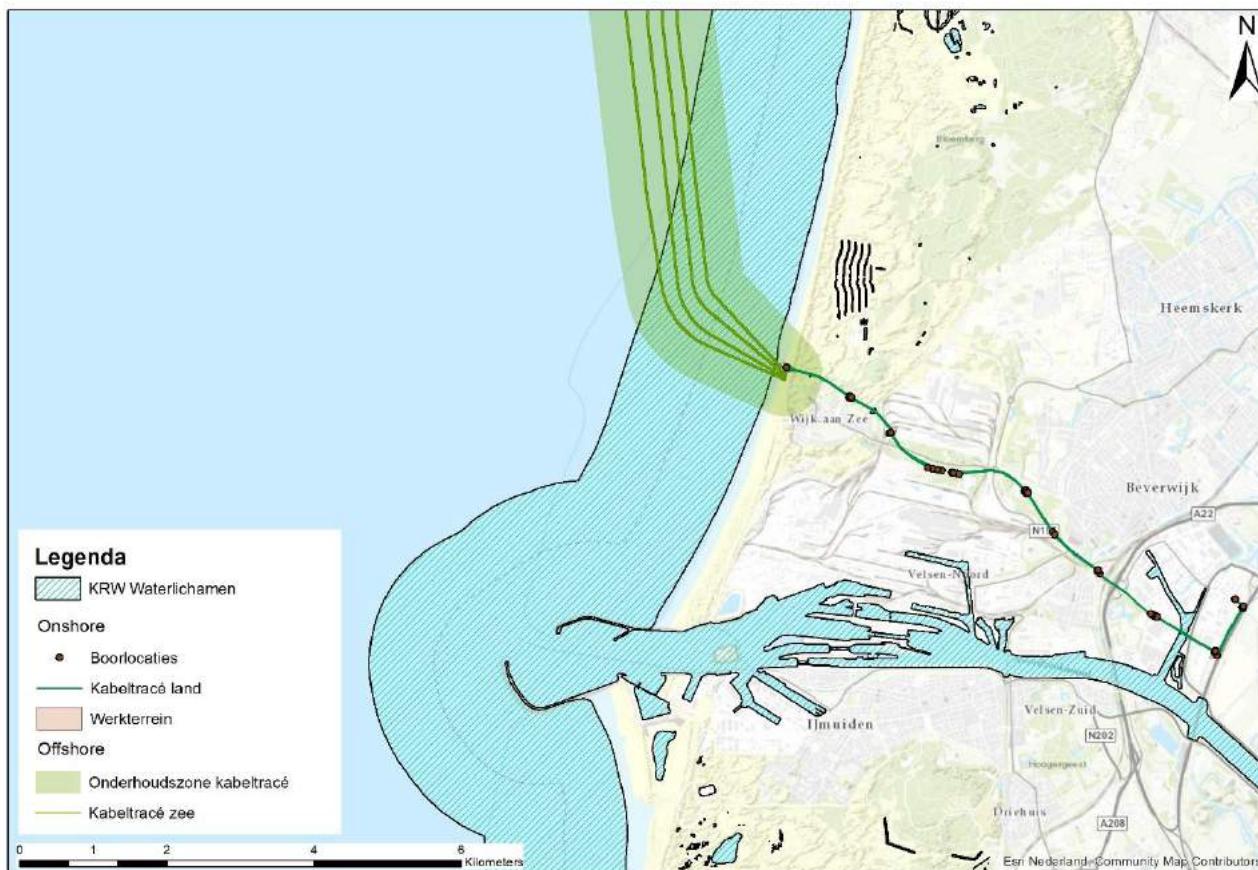 N
Bloemberg
Heemskerk
Wijk aan Zee
Beverwijk
A22
Velsen-Noord
IJmuiden
Velsen-Zuid
N202
Hoogergeest
Driehuis
A208
Legenda
KRW Waterlichamen
Onshore
Boorlocaties
Kabeltracé land
Werkterrein
Offshore
Onderhoudszone kabeltracé
Kabeltracé zee
0 1 2 4 6
Kilometers
Esri Nederland, Community Map Contributors